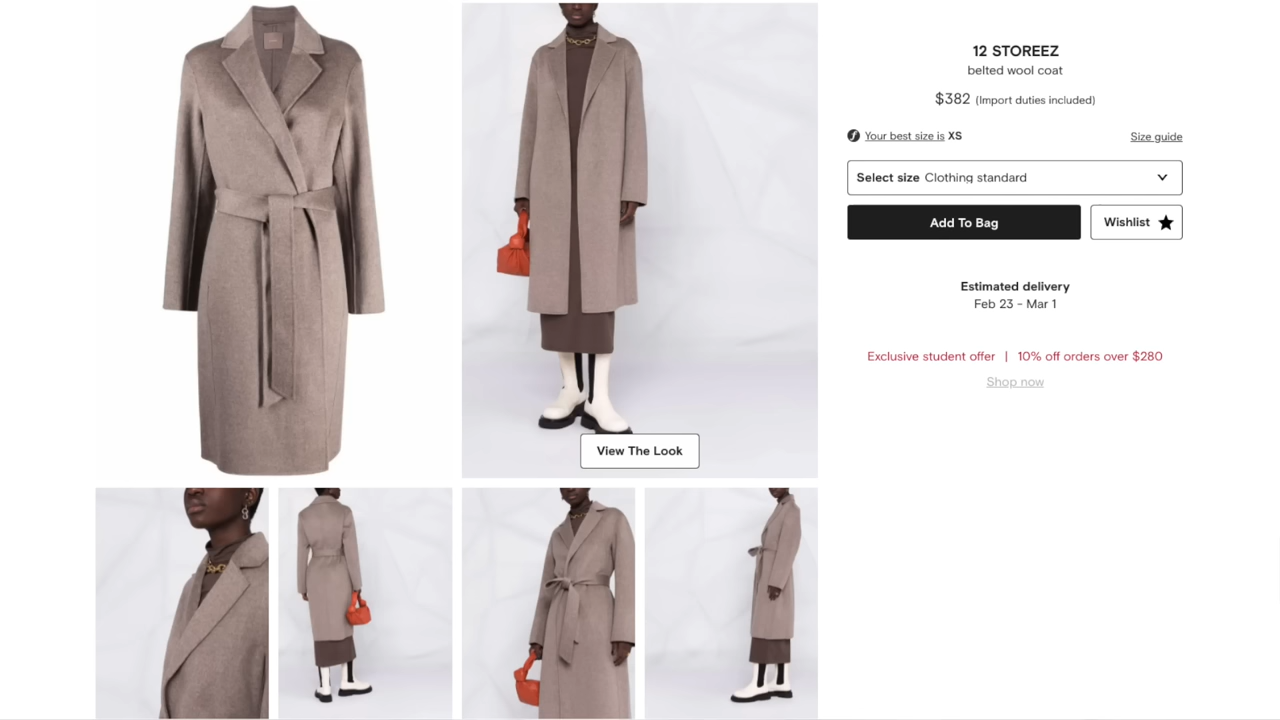 12 STOREEZ
belted wool coat
$382 (Import duties included)
Your best size is XS
Size guide
Select size Clothing standard
Add To Bag
Wishlist
Estimated delivery
Feb 23 - Mar 1
Exclusive student offer | 10% off orders over $280
Shop now
View The Look